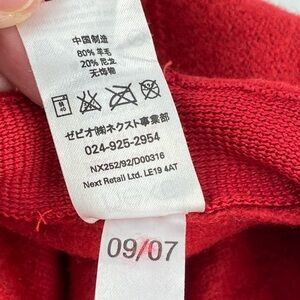 中国制造
80% 羊毛
20% 尼龙
无饰物
40
ゼビオ㈱ネクスト事業部
024-925-2954
NX252/92/D00316
Next Retail Ltd. LE19 4AT
09/07